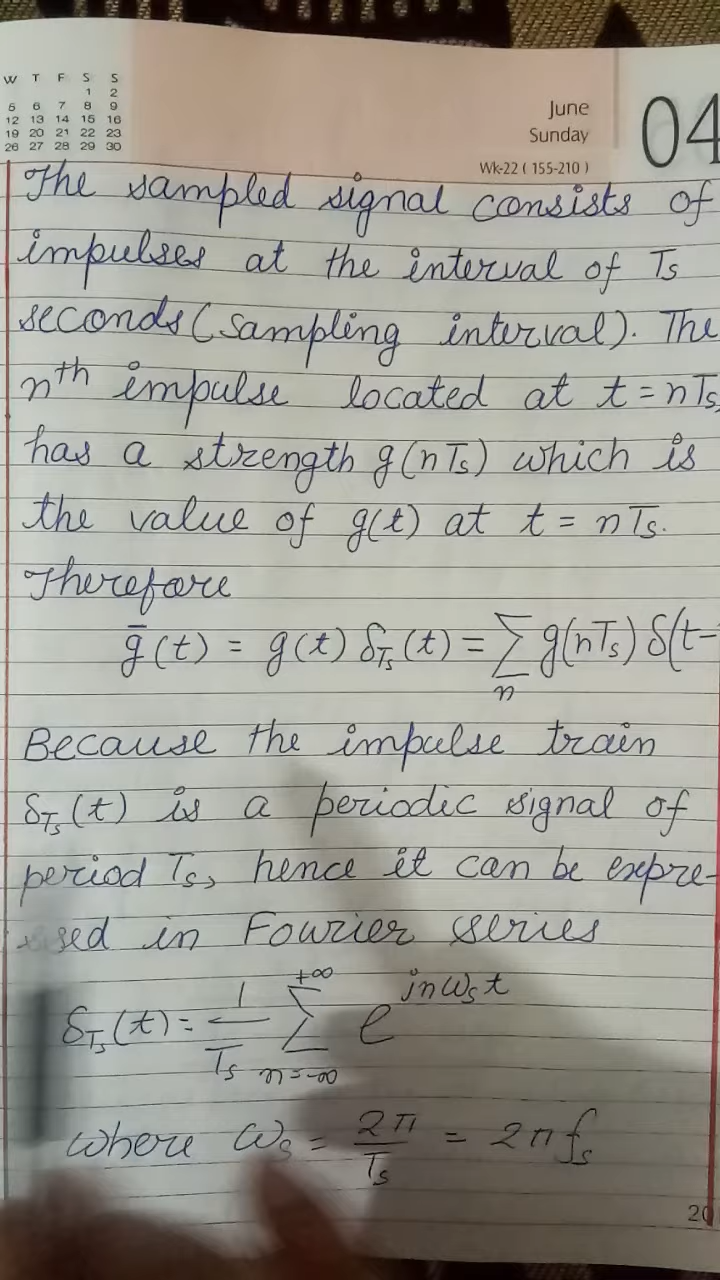 W T F S S
1 2
5 6 7 8 9
12 13 14 15 16
19 20 21 22 23
26 27 28 29 30
June
Sunday
Wk-22 ( 155-210 )
04
The sampled signal consists of
impulses at the interval of Ts
seconds (sampling interval). The
nth impulse located at t = nTs,
has a strength g(nTs) which is
the value of g(t) at t = nTs.
Therefore
ḡ(t) = g(t) δTs(t) = ∑n g(nTs) δ(t-
Because the impulse train
δTs(t) is a periodic signal of
period Ts, hence it can be expre-
ssed in Fourier series
δTs(t) = 1/Ts ∑n=-∞+∞ e^jnωst
where ωs = 2π/Ts = 2πfs
20